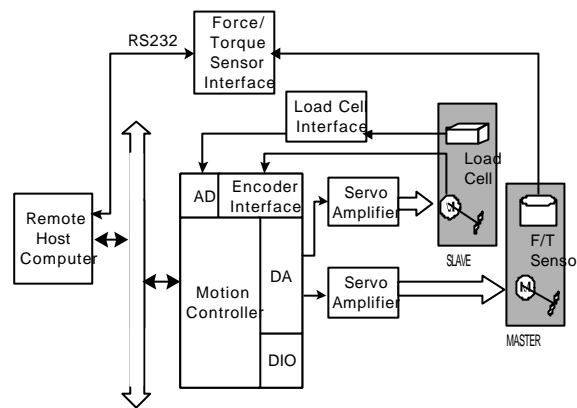 Force/
Torque
Sensor
Interface
RS232
Load Cell
Interface
Load
Cell
AD
Encoder
Interface
Servo
Amplifier
Remote
Host
Computer
SLAVE
F/T
Senso
DA
Motion
Controller
Servo
Amplifier
DIO
MASTER